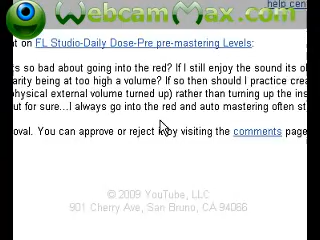 WebcamMax.com
help cen
nt on FL Studio-Daily Dose-Pre pre-mastering Levels:
s so bad about going into the red? If I still enjoy the sound its o
arity being at too high a volume? If so then should I practice crea
physical external volume turned up) rather than turning up the ins
ut for sure...I always go into the red and auto mastering often st
oval. You can approve or reject it by visiting the comments page
© 2009 YouTube, LLC
901 Cherry Ave, San Bruno, CA 94066